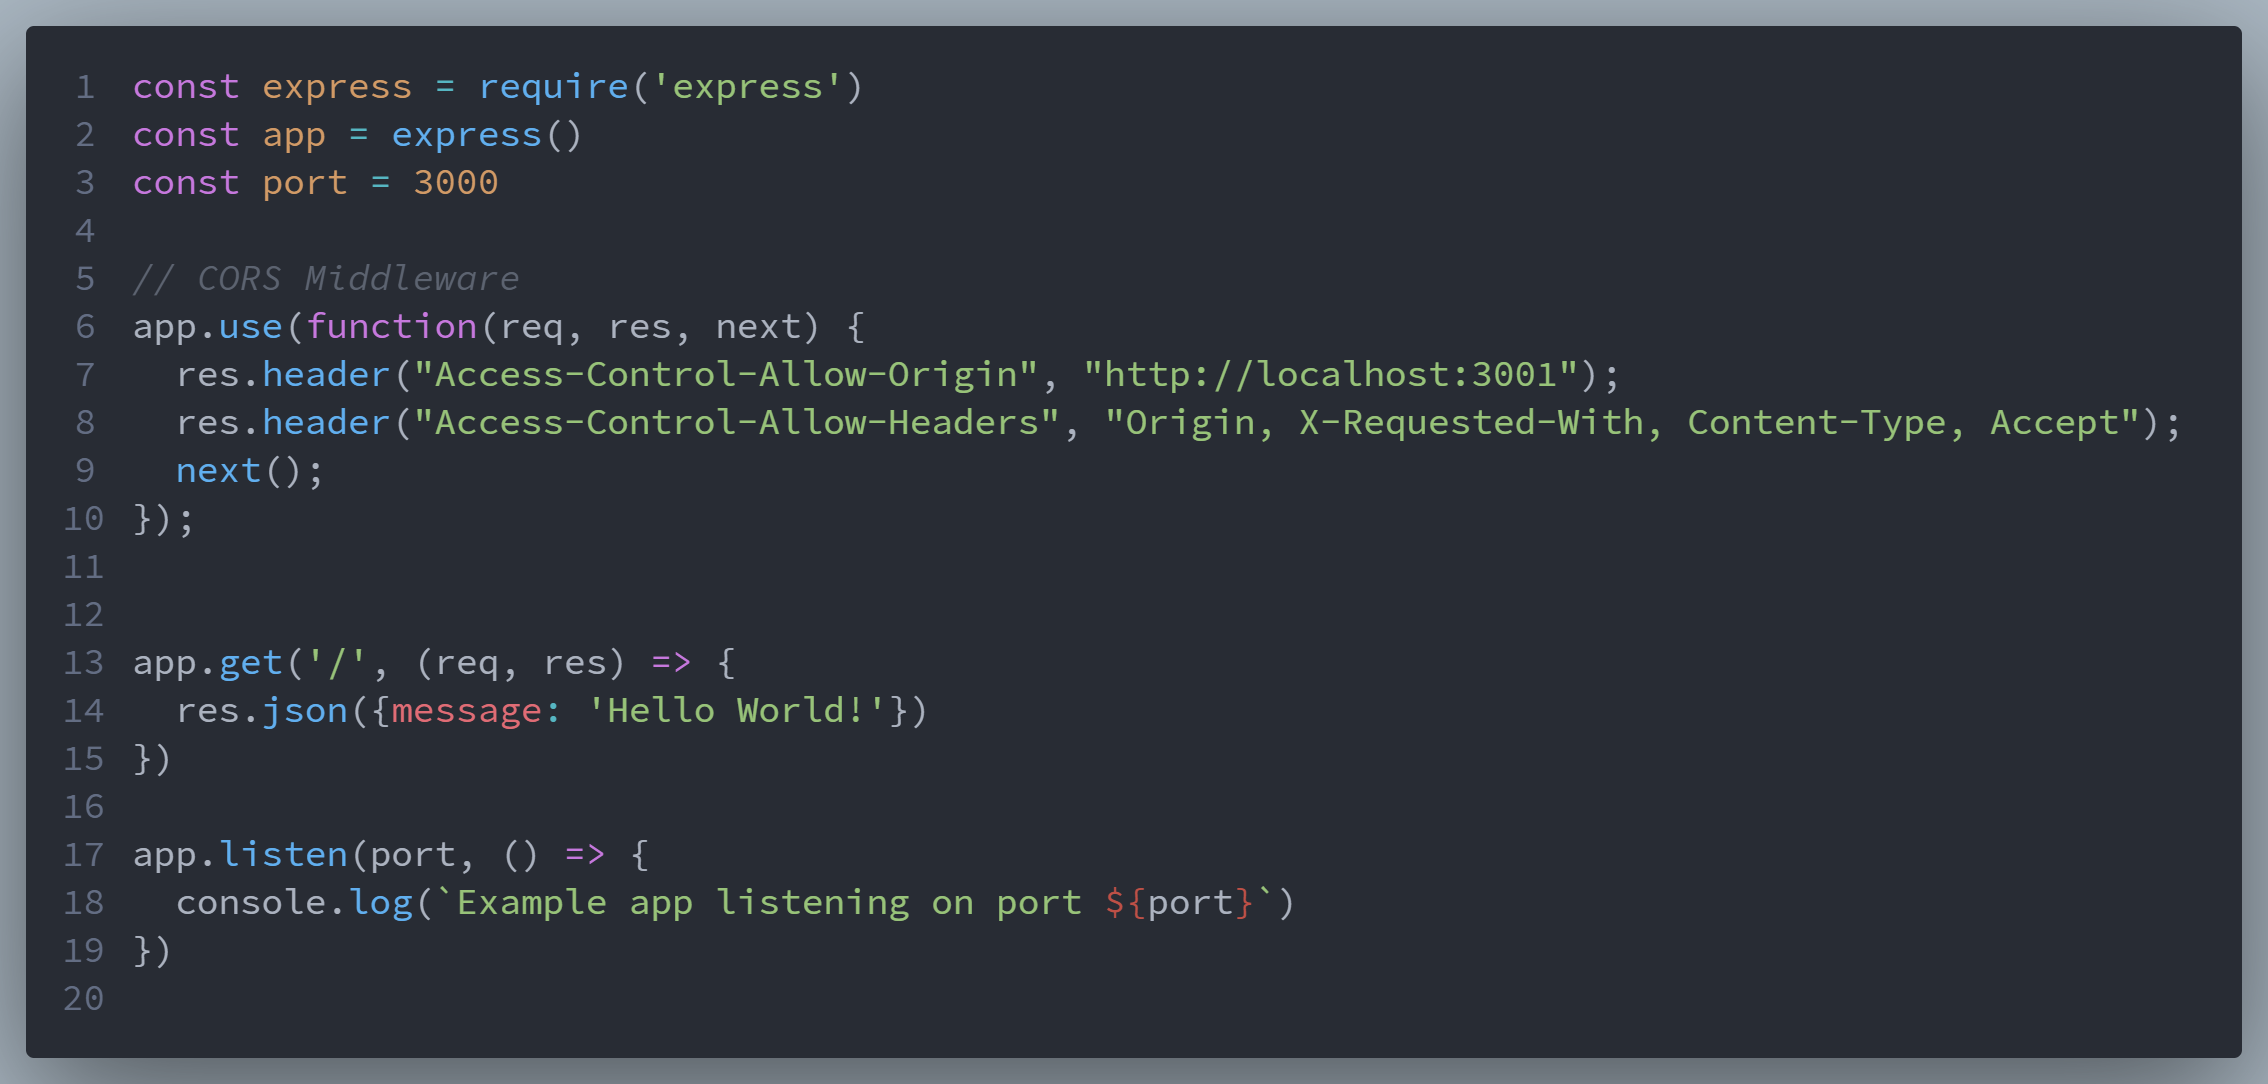 1 const express = require('express')
2 const app = express()
3 const port = 3000
4
5 // CORS Middleware
6 app.use(function(req, res, next) {
7   res.header("Access-Control-Allow-Origin", "http://localhost:3001");
8   res.header("Access-Control-Allow-Headers", "Origin, X-Requested-With, Content-Type, Accept");
9   next();
10 });
11
12
13 app.get('/', (req, res) => {
14   res.json({message: 'Hello World!'})
15 })
16
17 app.listen(port, () => {
18   console.log(`Example app listening on port ${port}`)
19 })
20